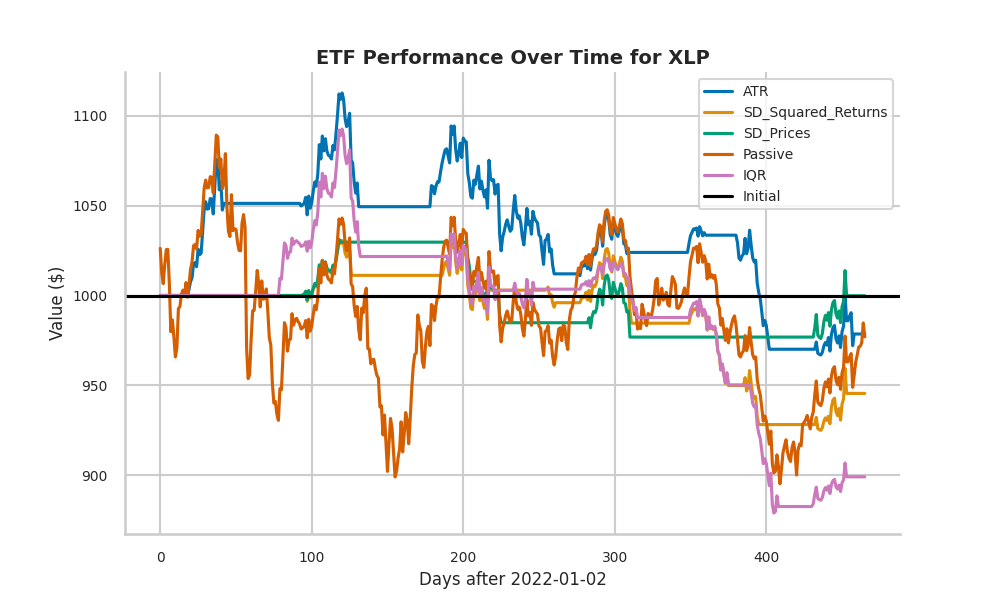 ETF Performance Over Time for XLP
ATR
SD_Squared_Returns
SD_Prices
Passive
IQR
Initial
1100
1050
1000
950
900
Value ($)
0 100 200 300 400
Days after 2022-01-02